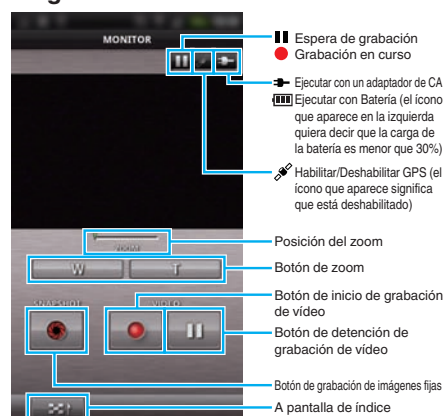 MONITOR
Espera de grabación
Grabación en curso
Ejecutar con un adaptador de CA
Ejecutar con Batería (el ícono
que aparece en la izquierda
quiera decir que la carga de
la batería es menor que 30%)
Habilitar/Deshabilitar GPS (el
ícono que aparece significa
que está deshabilitado)
Posición del zoom
ZOOM
Botón de zoom
W T
Botón de inicio de grabación
de vídeo
SNAPSHOT VIDEO
Botón de detención de
grabación de vídeo
Botón de grabación de imágenes fijas
A pantalla de índice